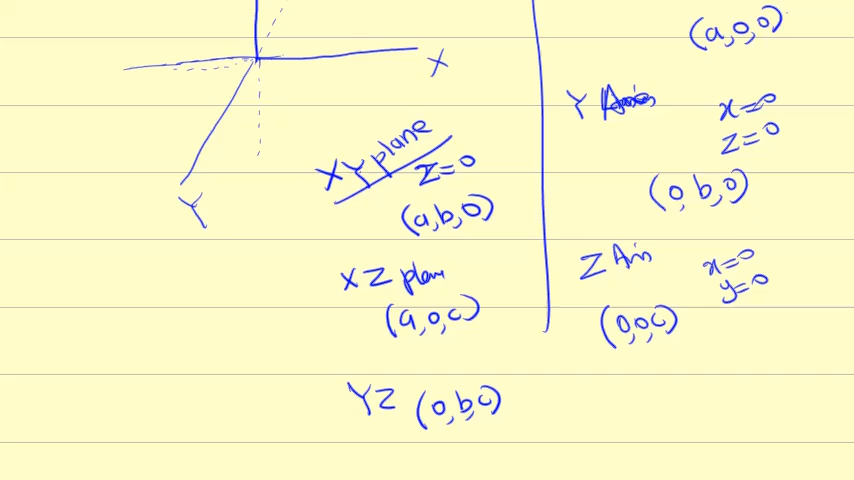 X
Y
XY plane
z=0
(a,b,0)
XZ plane
(a,0,c)
YZ (0,b,c)
(a,0,0)
Y Axis x=0
z=0
(0,b,0)
Z Axis x=0
y=0
(0,0,c)